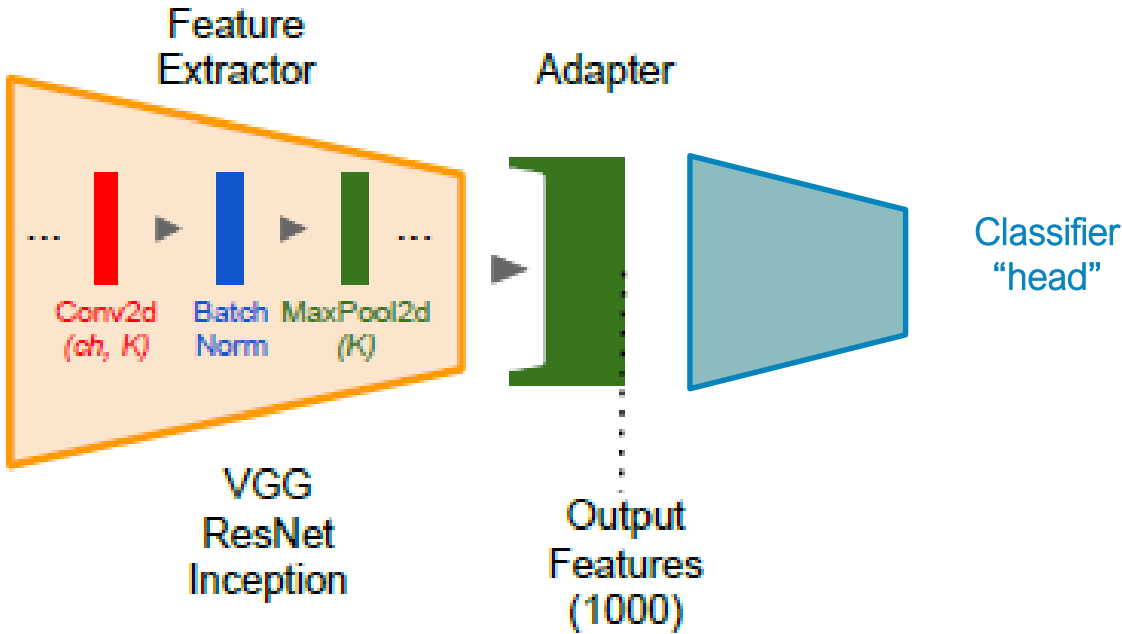 Feature
Extractor
Adapter
...
...
Conv2d
(ch, K)
Batch
Norm
MaxPool2d
(K)
Classifier
“head”
VGG
ResNet
Inception
Output
Features
(1000)